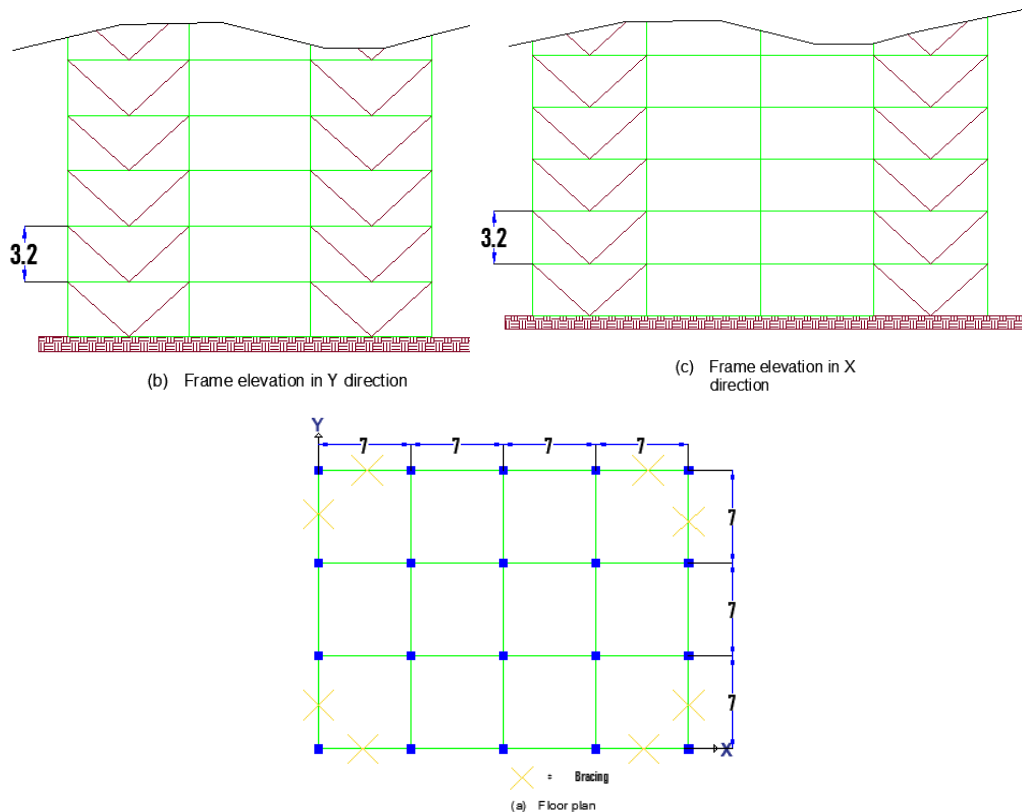 3.2
(b) Frame elevation in Y direction
3.2
(c) Frame elevation in X
direction
Y
7 7 7 7
7
7
7
X
= Bracing
(a) Floor plan